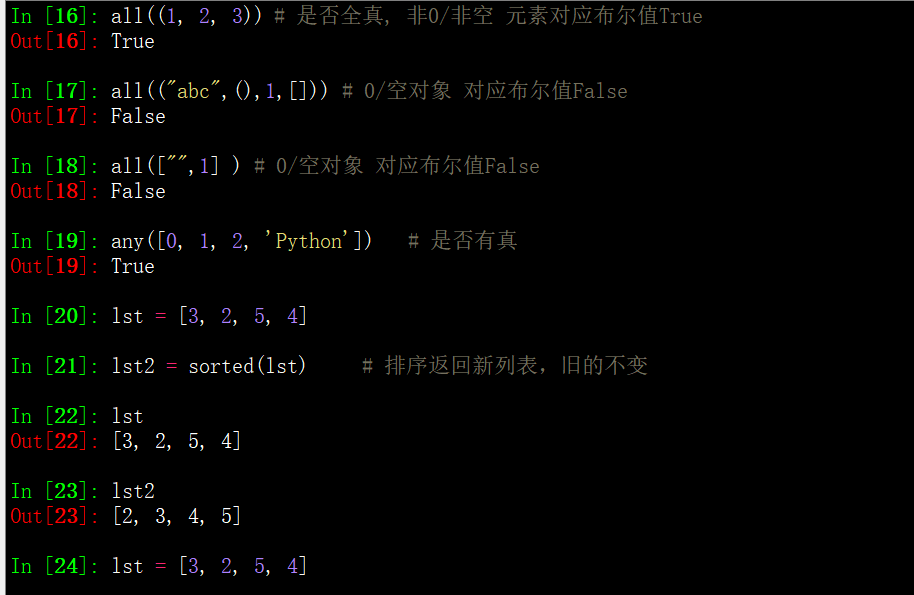 In [16]: all((1, 2, 3)) # 是否全真, 非0/非空 元素对应布尔值True
Out[16]: True
In [17]: all(("abc",(),1,[])) # 0/空对象 对应布尔值False
Out[17]: False
In [18]: all(["",1] ) # 0/空对象 对应布尔值False
Out[18]: False
In [19]: any([0, 1, 2, 'Python'])   # 是否有真
Out[19]: True
In [20]: lst = [3, 2, 5, 4]
In [21]: lst2 = sorted(lst)     # 排序返回新列表，旧的不变
In [22]: lst
Out[22]: [3, 2, 5, 4]
In [23]: lst2
Out[23]: [2, 3, 4, 5]
In [24]: lst = [3, 2, 5, 4]